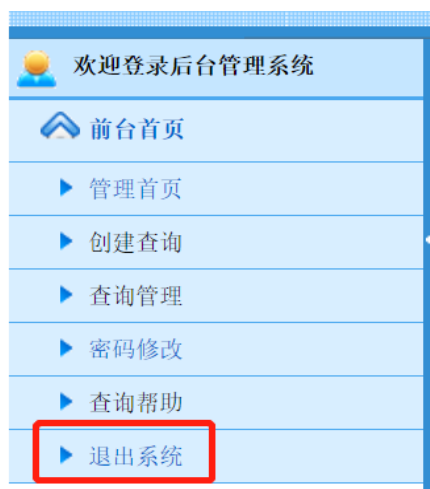 欢迎登录后台管理系统
前台首页
管理首页
创建查询
查询管理
密码修改
查询帮助
退出系统